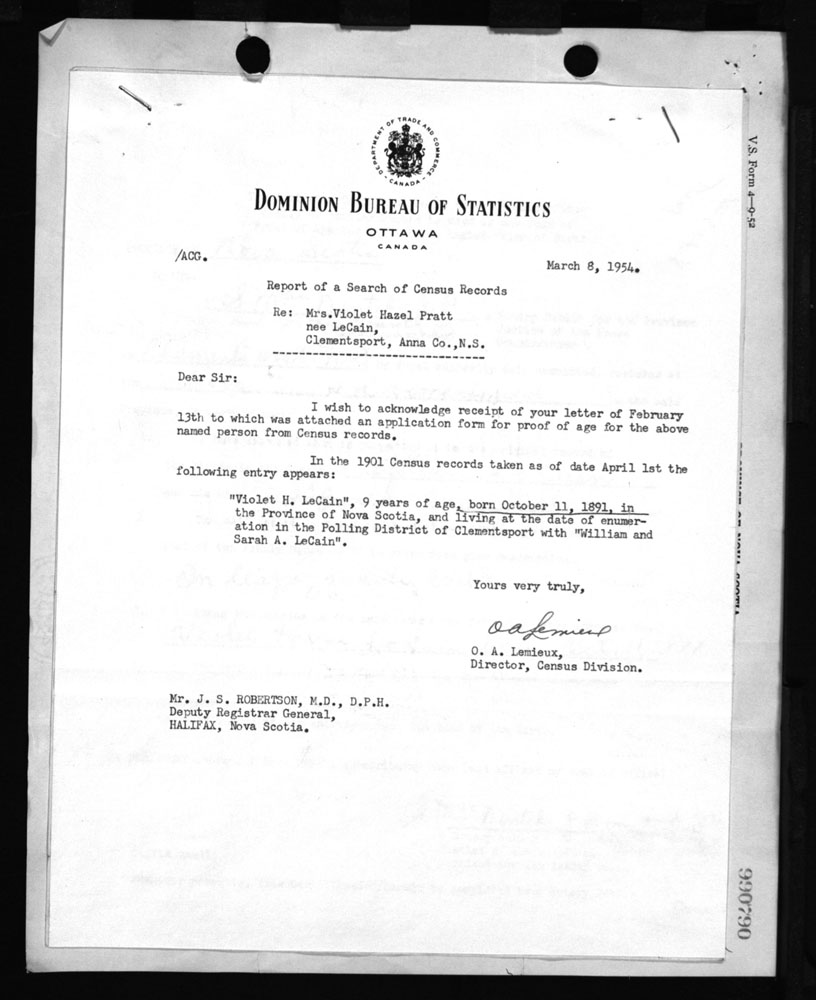 DEPARTMENT OF TRADE AND COMMERCE
CANADA
DOMINION BUREAU OF STATISTICS
OTTAWA
CANADA
/ACG.
March 8, 1954.
Report of a Search of Census Records
Re: Mrs.Violet Hazel Pratt
nee LeCain,
Clementsport, Anna Co.,N.S.
--------------------------------
Dear Sir:
I wish to acknowledge receipt of your letter of February
13th to which was attached an application form for proof of age for the above
named person from Census records.
In the 1901 Census records taken as of date April 1st the
following entry appears:
"Violet H. LeCain", 9 years of age, born October 11, 1891, in
the Province of Nova Scotia, and living at the date of enumer-
ation in the Polling District of Clementsport with "William and
Sarah A. LeCain".
Yours very truly,
O A Lemieux
O. A. Lemieux,
Director, Census Division.
Mr. J. S. ROBERTSON, M.D., D.P.H.
Deputy Registrar General,
HALIFAX, Nova Scotia.
V.S. Form 4—9-52
990790